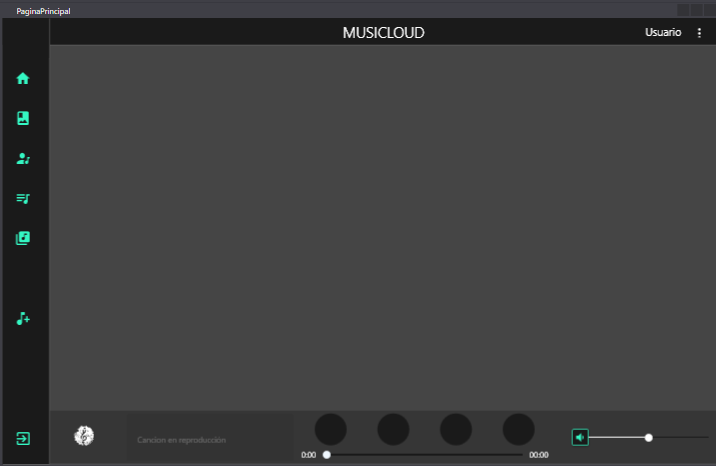 PaginaPrincipal
MUSICLOUD
Usuario
Cancion en reproducción
0:00
00:00